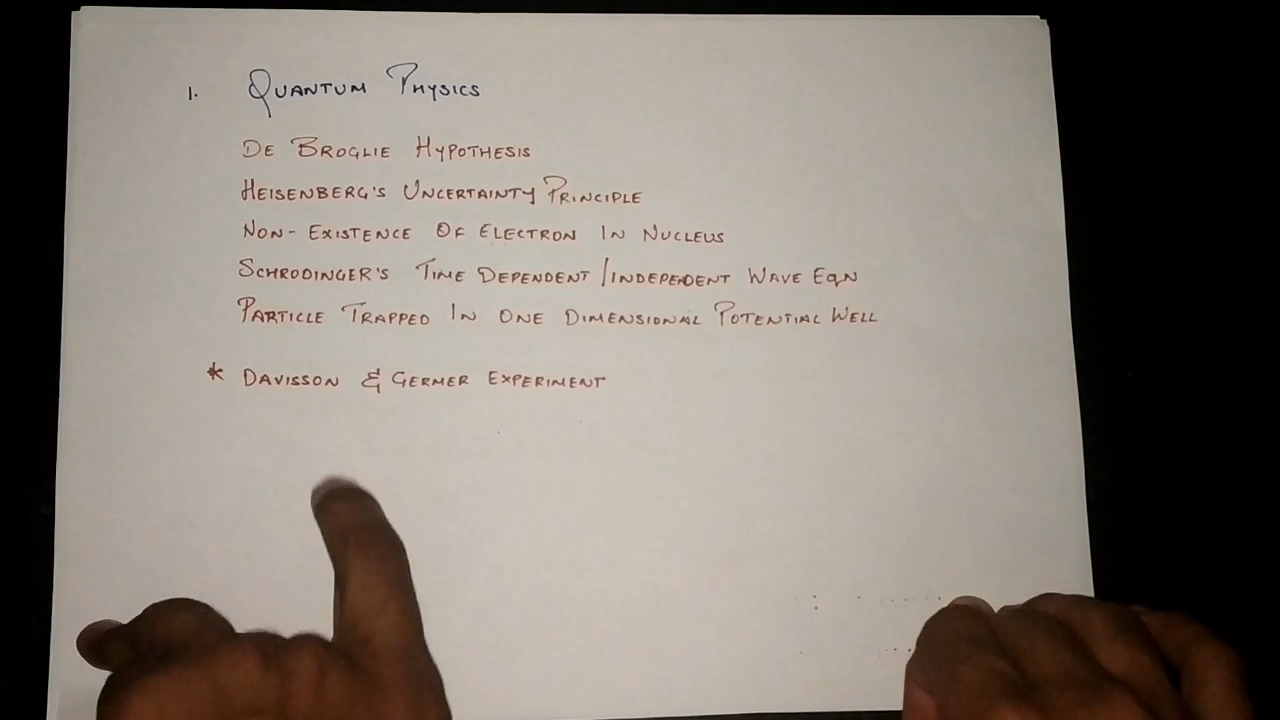 1. QUANTUM PHYSICS
DE BROGLIE HYPOTHESIS
HEISENBERG'S UNCERTAINTY PRINCIPLE
NON-EXISTENCE OF ELECTRON IN NUCLEUS
SCHRODINGER'S TIME DEPENDENT/INDEPENDENT WAVE EQN
PARTICLE TRAPPED IN ONE DIMENSIONAL POTENTIAL WELL
* DAVISSON & GERMER EXPERIMENT